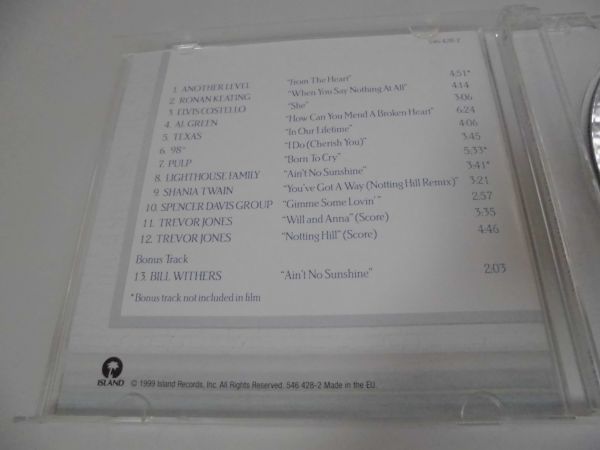 546 428-2
1. ANOTHER LEVEL "From The Heart" 4:51*
2. RONAN KEATING "When You Say Nothing At All" 4:14
3. ELVIS COSTELLO "She" 3:06
4. AL GREEN "How Can You Mend A Broken Heart" 6:24
5. TEXAS "In Our Lifetime" 4:06
6. 98° "I Do (Cherish You)" 3:45
7. PULP "Born To Cry" 5:33*
8. LIGHTHOUSE FAMILY "Ain't No Sunshine" 3:41*
9. SHANIA TWAIN "You've Got A Way (Notting Hill Remix)" 3:21
10. SPENCER DAVIS GROUP "Gimme Some Lovin'" 2:57
11. TREVOR JONES "Will and Anna" (Score) 3:35
12. TREVOR JONES "Notting Hill" (Score) 4:46
Bonus Track
13. BILL WITHERS "Ain't No Sunshine" 2:03
*Bonus track not included in film
ISLAND
© 1999 Island Records, Inc. All Rights Reserved. 546 428-2 Made in the EU.